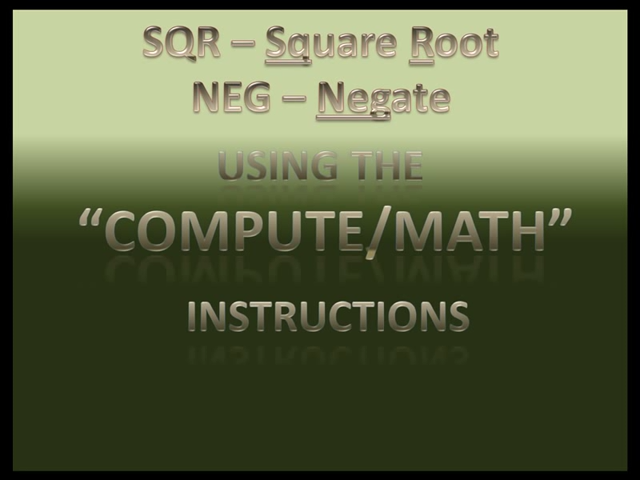 SQR – Square Root
NEG – Negate
USING THE
“COMPUTE/MATH”
INSTRUCTIONS